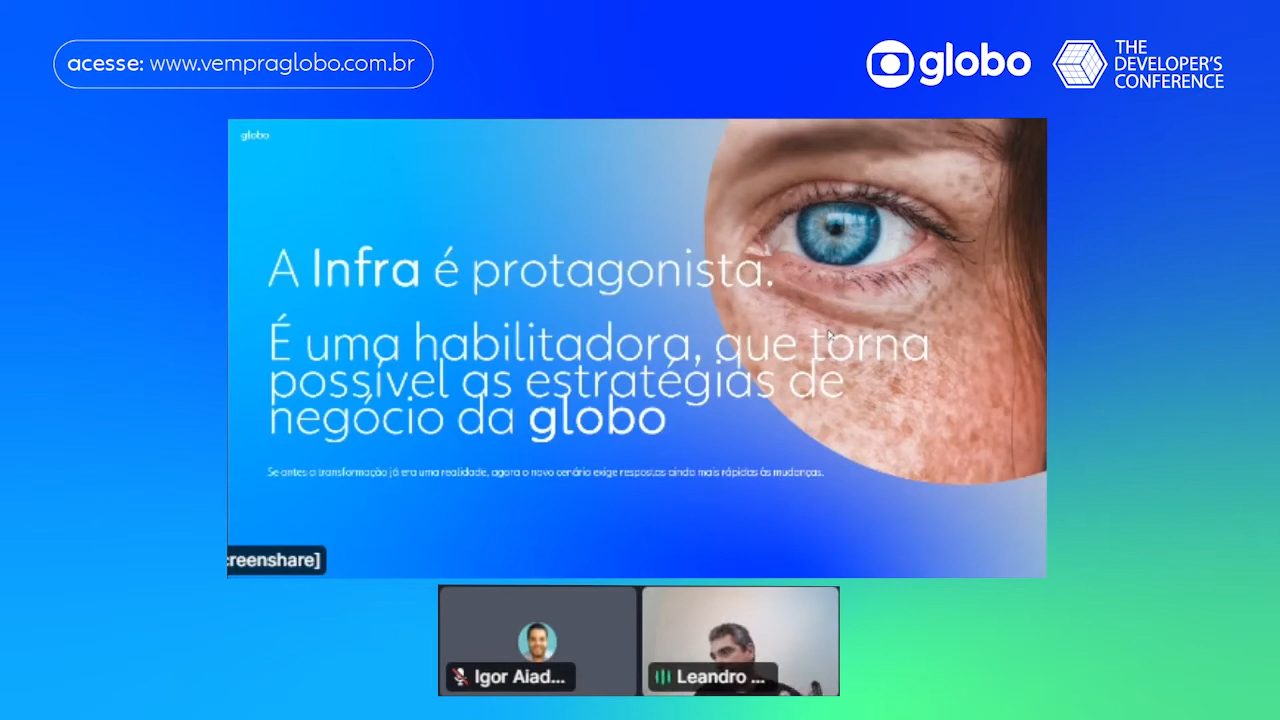 acesse: www.vempraglobo.com.br
globo
THE
DEVELOPER'S
CONFERENCE
globo
A Infra é protagonista.
É uma habilitadora, que torna
possível as estratégias de
negócio da globo
Se antes a transformação já era uma realidade, agora o novo cenário exige respostas ainda mais rápidas às mudanças.
creenshare]
Igor Aiad...
Leandro ...